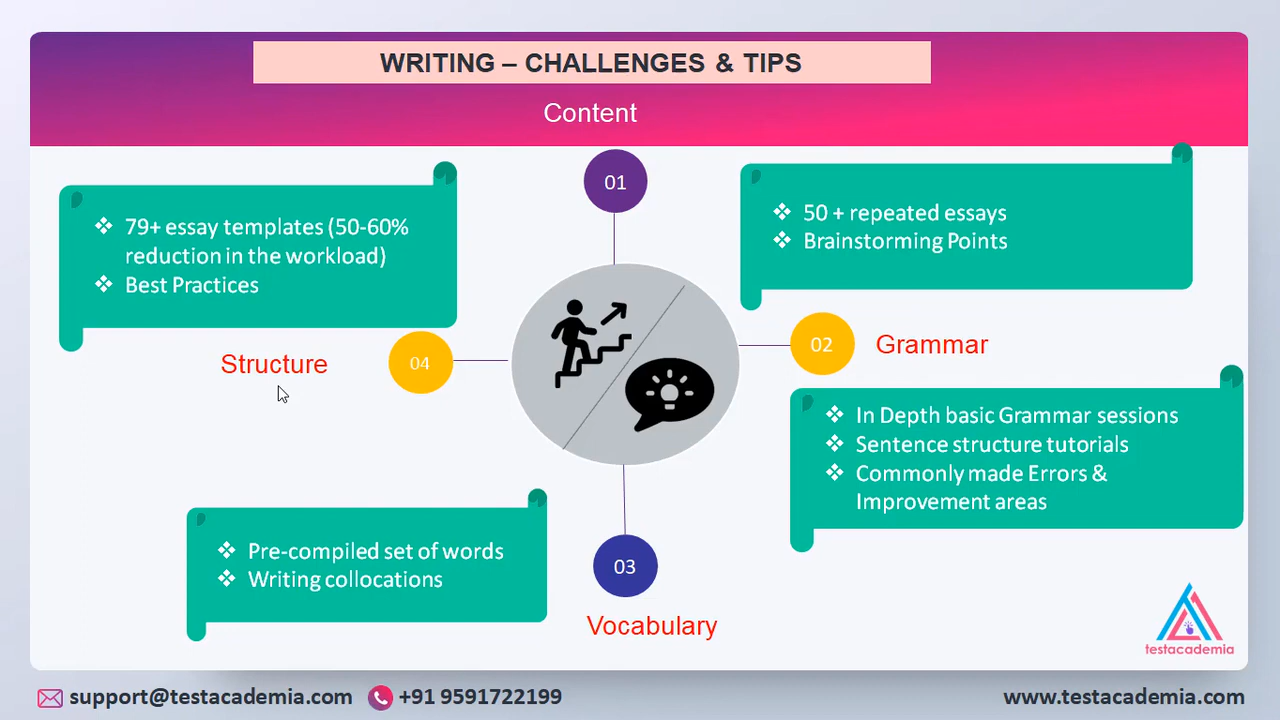 WRITING – CHALLENGES & TIPS
Content
01
❖ 50 + repeated essays
❖ Brainstorming Points
02
Grammar
❖ In Depth basic Grammar sessions
❖ Sentence structure tutorials
❖ Commonly made Errors &
Improvement areas
03
Vocabulary
❖ Pre-compiled set of words
❖ Writing collocations
04
Structure
❖ 79+ essay templates (50-60%
reduction in the workload)
❖ Best Practices
testacademia
support@testacademia.com
+91 9591722199
www.testacademia.com